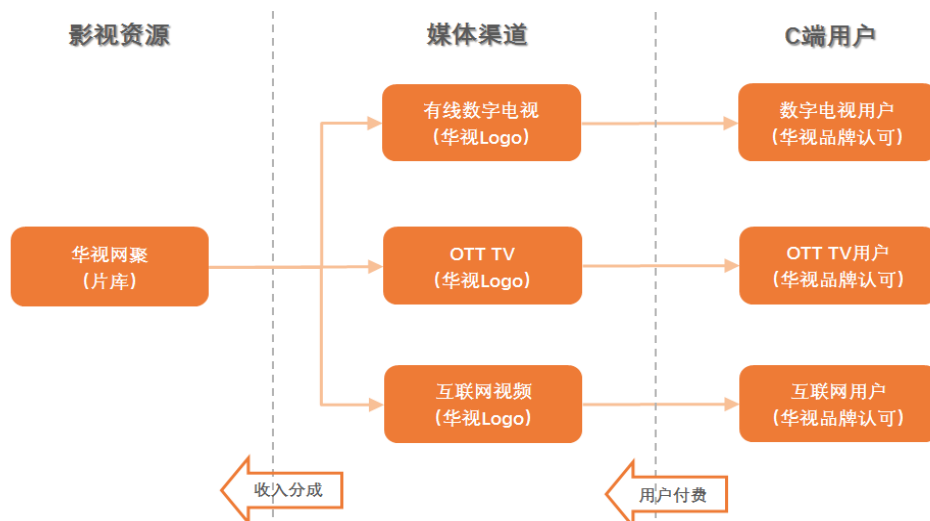 影视资源
媒体渠道
C端用户
有线数字电视
(华视Logo)
数字电视用户
(华视品牌认可)
华视网聚
(片库)
OTT TV
(华视Logo)
OTT TV用户
(华视品牌认可)
互联网视频
(华视Logo)
互联网用户
(华视品牌认可)
收入分成
用户付费